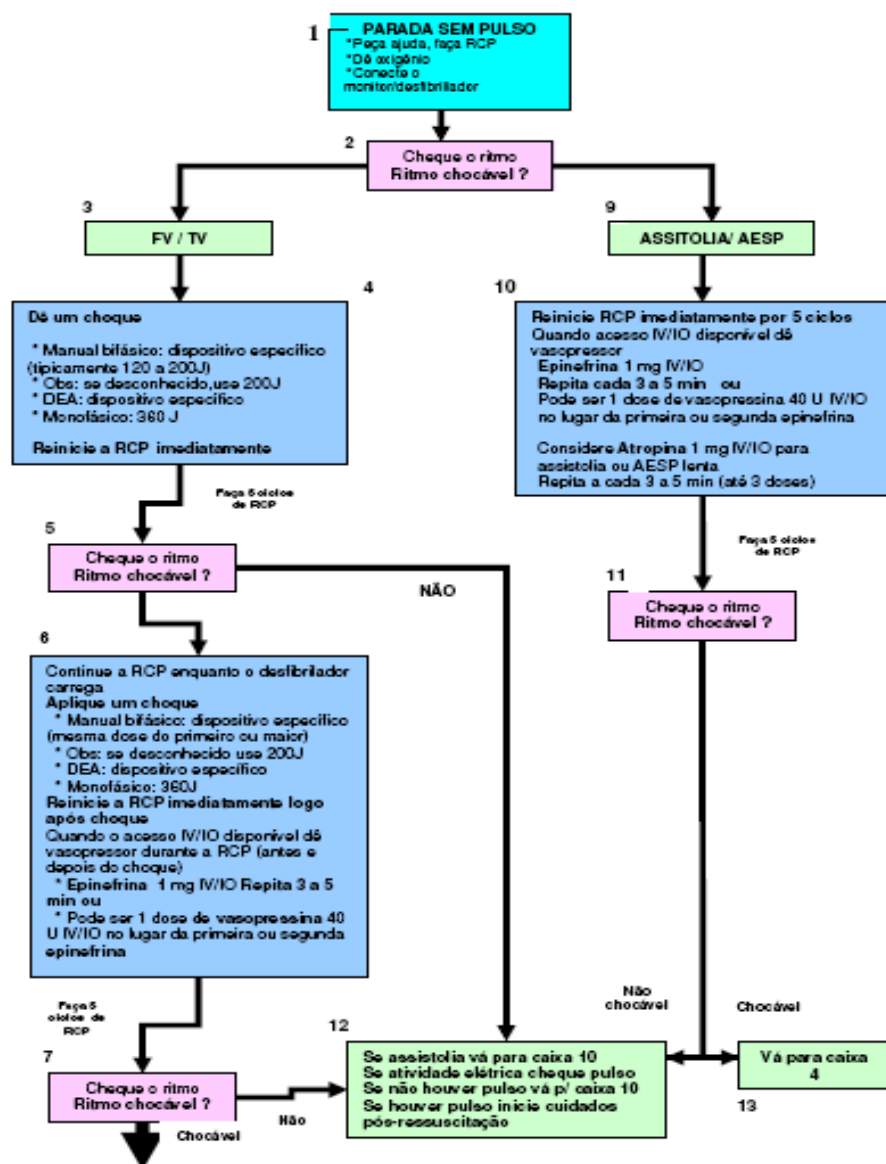 1
PARADA SEM PULSO
*Peça ajuda, faça RCP
*Dê oxigênio
*Conecte o
monitor/desfibrillador
2
Cheque o ritmo
Ritmo chocável ?
3
FV / TV
4
Dê um choque
* Manual bifásico: dispositivo específico
(tipicamente 120 a 200J)
* Obs: se desconhecido,use 200J
* DEA: dispositivo específico
* Monofásico: 360 J
Reinicie a RCP imediatamente
Faça 5 ciclos
de RCP
5
Cheque o ritmo
Ritmo chocável ?
NÃO
6
Continue a RCP enquanto o desfibrilador
carrega
Aplique um choque
* Manual bifásico: dispositivo específico
(mesma dose do primeiro ou maior)
* Obs: se desconhecido use 200J
* DEA: dispositivo específico
* Monofásico: 360J
Reinicie a RCP imediatamente logo
após choque
Quando o acesso IV/IO disponível dê
vasopressor durante a RCP (antes e
depois do choque)
* Epinefrina 1 mg IV/IO Repita 3 a 5
min ou
* Pode ser 1 dose de vasopressina 40
U IV/IO no lugar da primeira ou segunda
epinefrina
Faça 5
ciclos de
RCP
7
Cheque o ritmo
Ritmo chocável ?
Chocável
Não
9
ASSITOLIA/ AESP
10
Reinicie RCP imediatamente por 5 ciclos
Quando acesso IV/IO disponível dê
vasopressor
Epinefrina 1 mg IV/IO
Repita cada 3 a 5 min ou
Pode ser 1 dose de vasopressina 40 U IV/IO
no lugar da primeira ou segunda epinefrina
Considere Atropina 1 mg IV/IO para
assistolia ou AESP lenta
Repita a cada 3 a 5 min (até 3 doses)
Faça 5 ciclos
de RCP
11
Cheque o ritmo
Ritmo chocável ?
Não
chocável
Chocável
12
Se assistolia vá para caixa 10
Se atividade elétrica cheque pulso
Se não houver pulso vá p/ caixa 10
Se houver pulso inicie cuidados
pós-ressuscitação
Vá para caixa
4
13